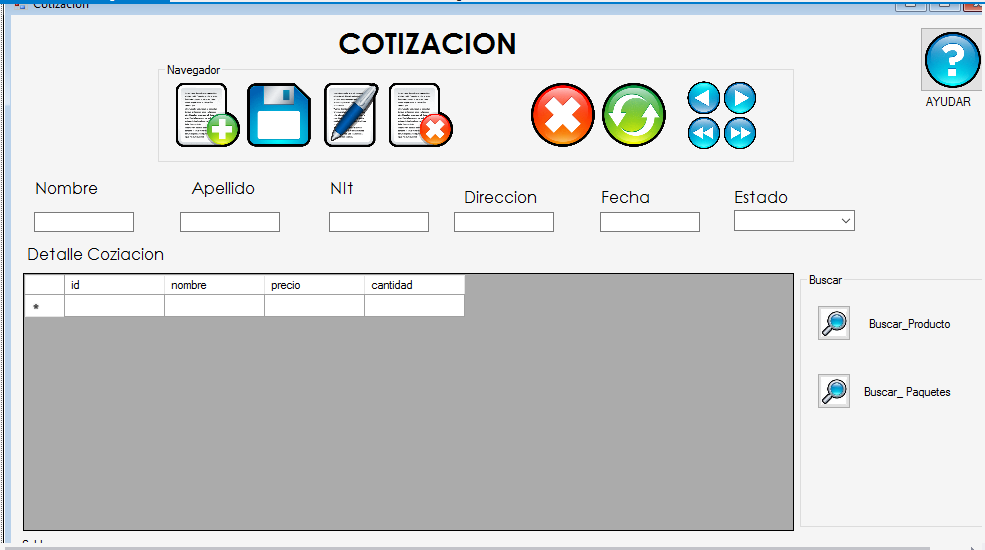 Cotizacion
COTIZACION
AYUDAR
Navegador
Nombre
Apellido
NIt
Direccion
Fecha
Estado
Detalle Coziacion
id
nombre
precio
cantidad
*
Buscar
Buscar_Producto
Buscar_ Paquetes